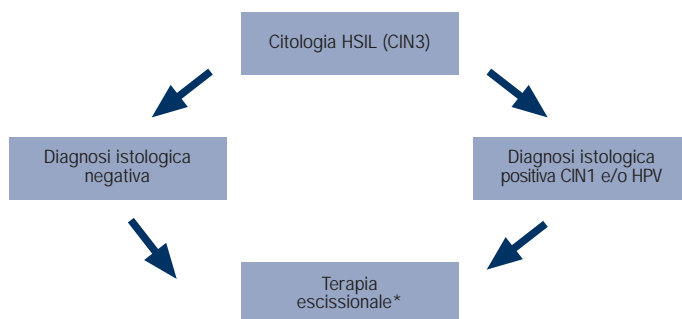 Citologia HSIL (CIN3)
Diagnosi istologica
negativa
Diagnosi istologica
positiva CIN1 e/o HPV
Terapia
escissionale*